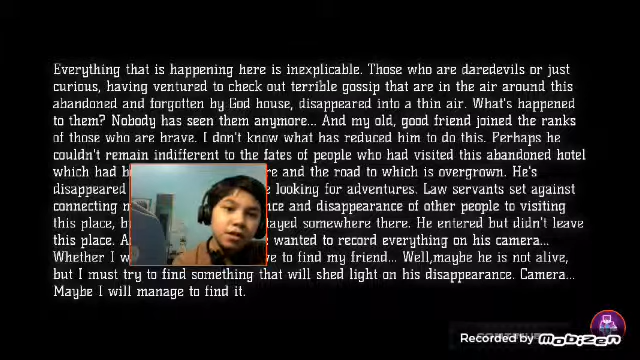 Everything that is happening here is inexplicable. Those who are daredevils or just
curious, having ventured to check out terrible gossip that are in the air around this
abandoned and forgotten by God house, disappeared into a thin air. What's happened
to them? Nobody has seen them anymore... And my old, good friend joined the ranks
of those who are brave. I don't know what has reduced him to do this. Perhaps he
couldn't remain indifferent to the fates of people who had visited this abandoned hotel
which had and the road to which is overgrown. He's
disappeared looking for adventures. Law servants set against
connecting and disappearance of other people to visiting
this place, stayed somewhere there. He entered but didn't leave
this place. wanted to record everything on his camera...
Whether I to find my friend... Well,maybe he is not alive,
but I must try to find something that will shed light on his disappearance. Camera...
Maybe I will manage to find it.
Recorded by Mobizen